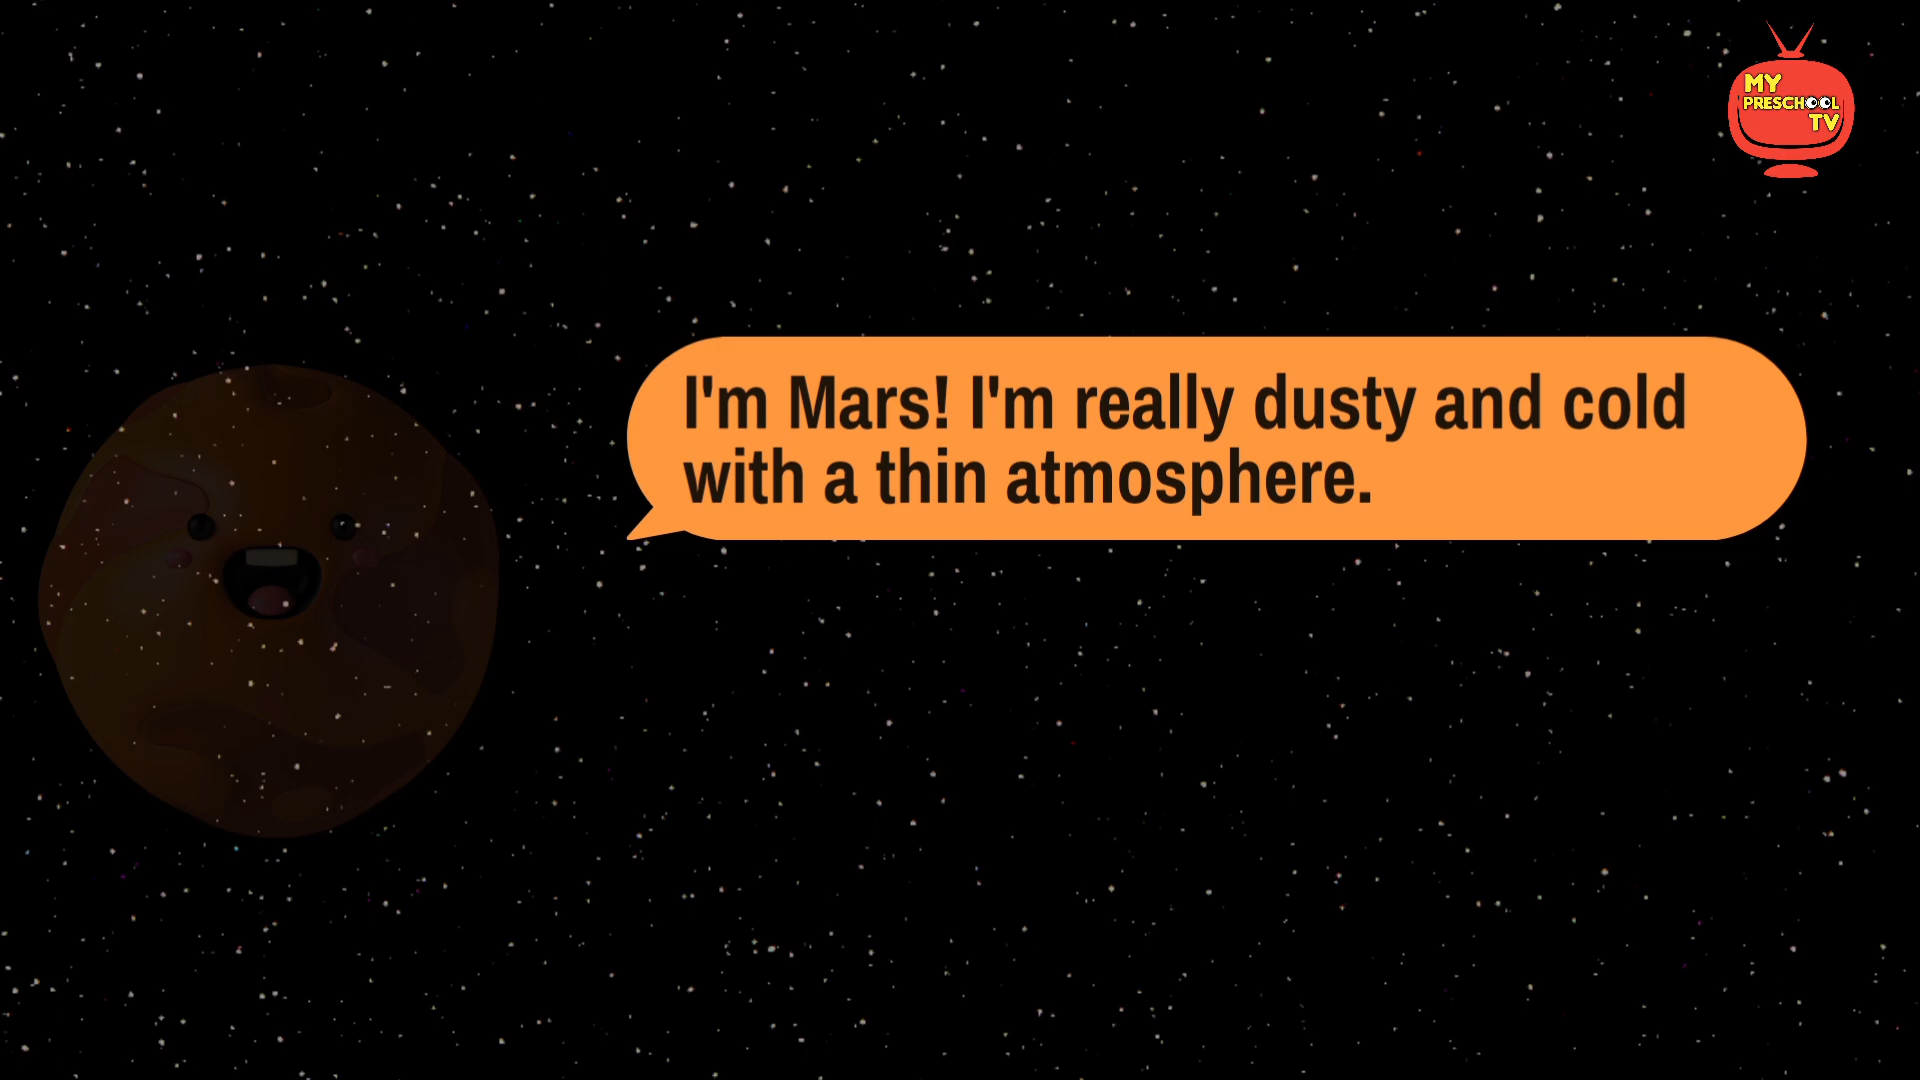 MY
PRESCHOOL
TV
I'm Mars! I'm really dusty and cold
with a thin atmosphere.